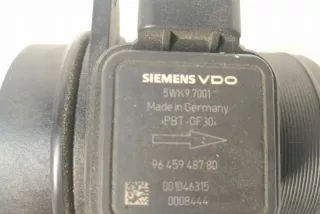 SIEMENS VDO
5WK9 7001
Made in Germany
>PBT-GF30<
96 459 487 80
001046315
0008444